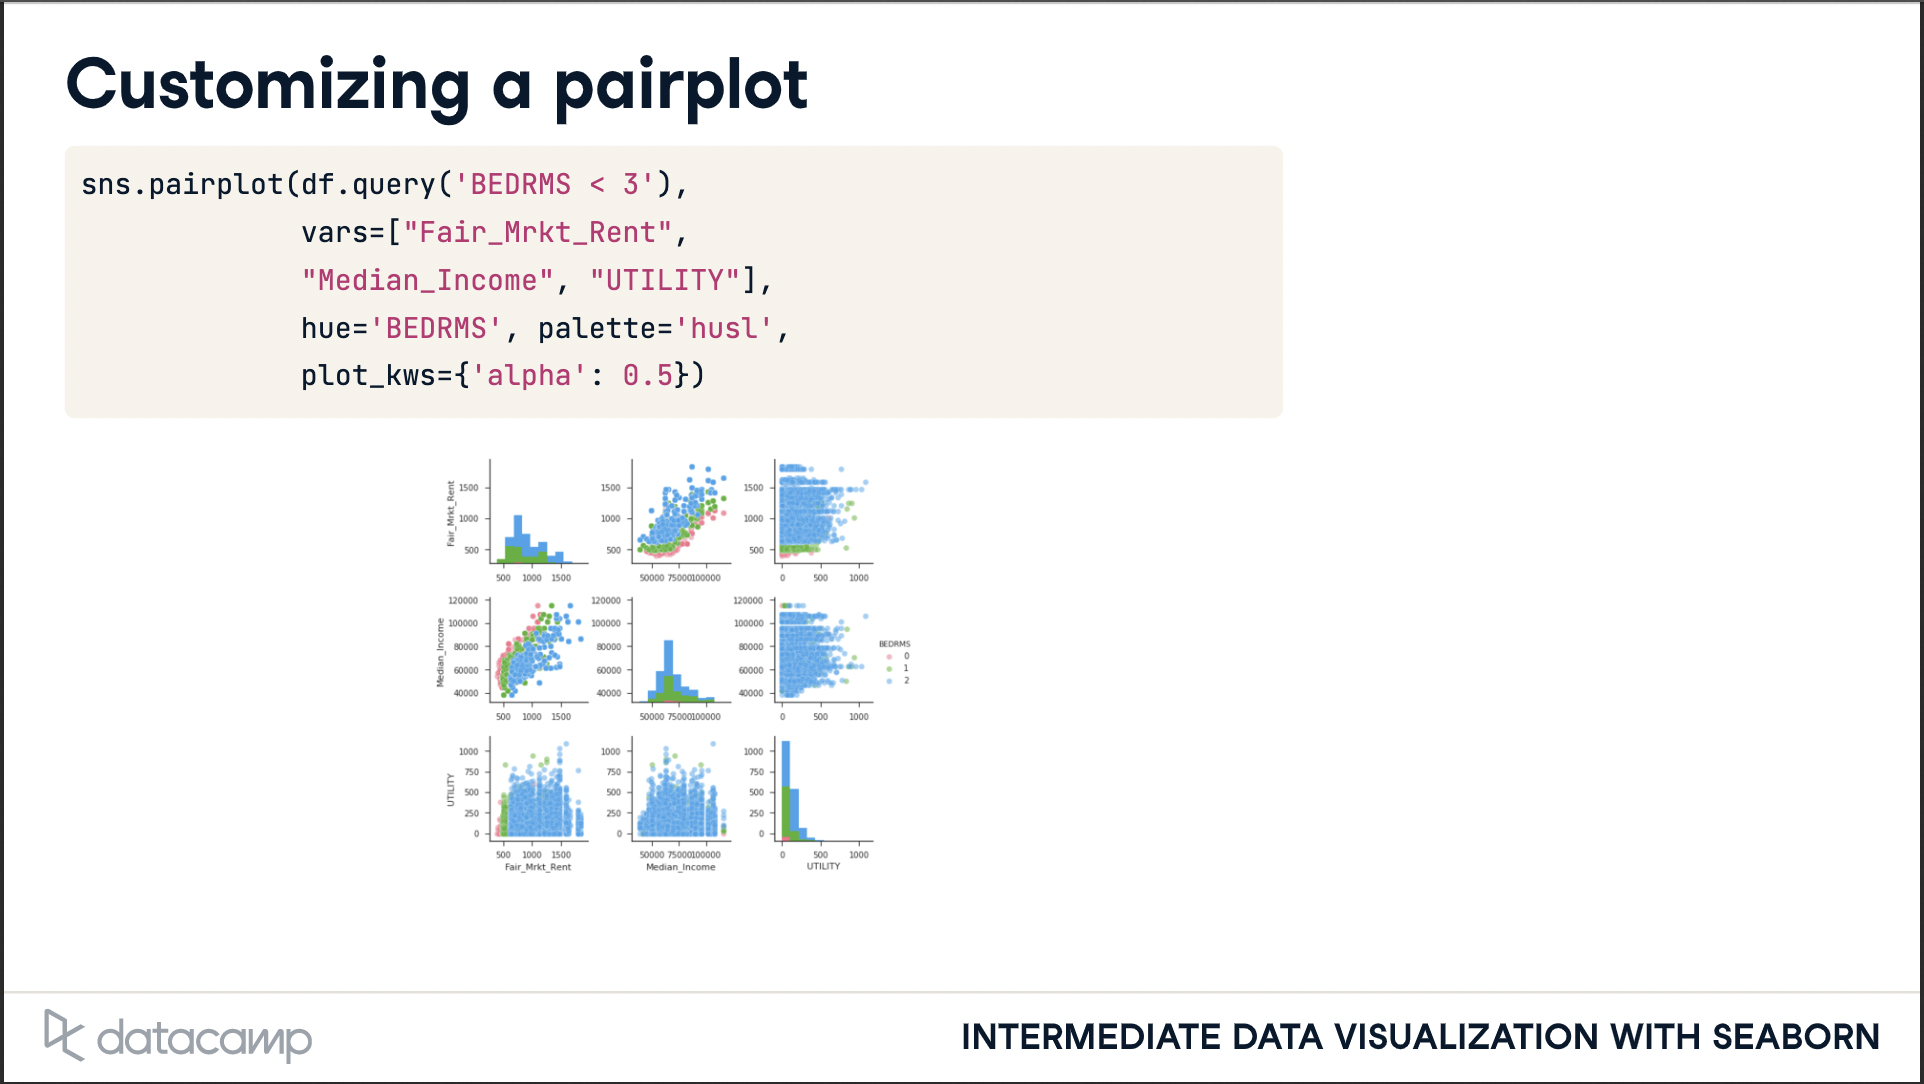 Customizing a pairplot
sns.pairplot(df.query('BEDRMS < 3'),
vars=["Fair_Mrkt_Rent",
"Median_Income", "UTILITY"],
hue='BEDRMS', palette='husl',
plot_kws={'alpha': 0.5})
Fair_Mrkt_Rent
1500
1000
500
500 1000 1500
1500
1000
500
50000 75000100000
1500
1000
500
0 500 1000
Median_Income
120000
100000
80000
60000
40000
500 1000 1500
120000
100000
80000
60000
40000
50000 75000100000
120000
100000
80000
60000
40000
0 500 1000
BEDRMS
0
1
2
UTILITY
1000
750
500
250
0
500 1000 1500
Fair_Mrkt_Rent
1000
750
500
250
0
50000 75000100000
Median_Income
1000
750
500
250
0
0 500 1000
UTILITY
datacamp
INTERMEDIATE DATA VISUALIZATION WITH SEABORN